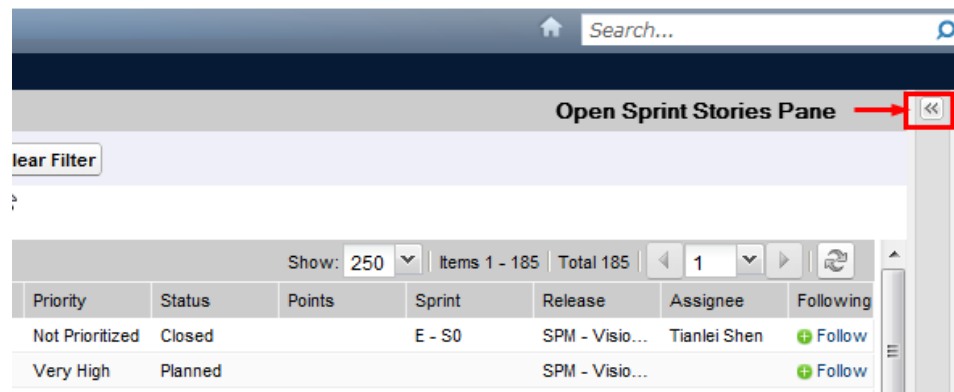 Search...
Open Sprint Stories Pane
lear Filter
Show: 250 Items 1 - 185 Total 185 1
Priority Status Points Sprint Release Assignee Following
Not Prioritized Closed E - S0 SPM - Visio... Tianlei Shen Follow
Very High Planned SPM - Visio... Follow